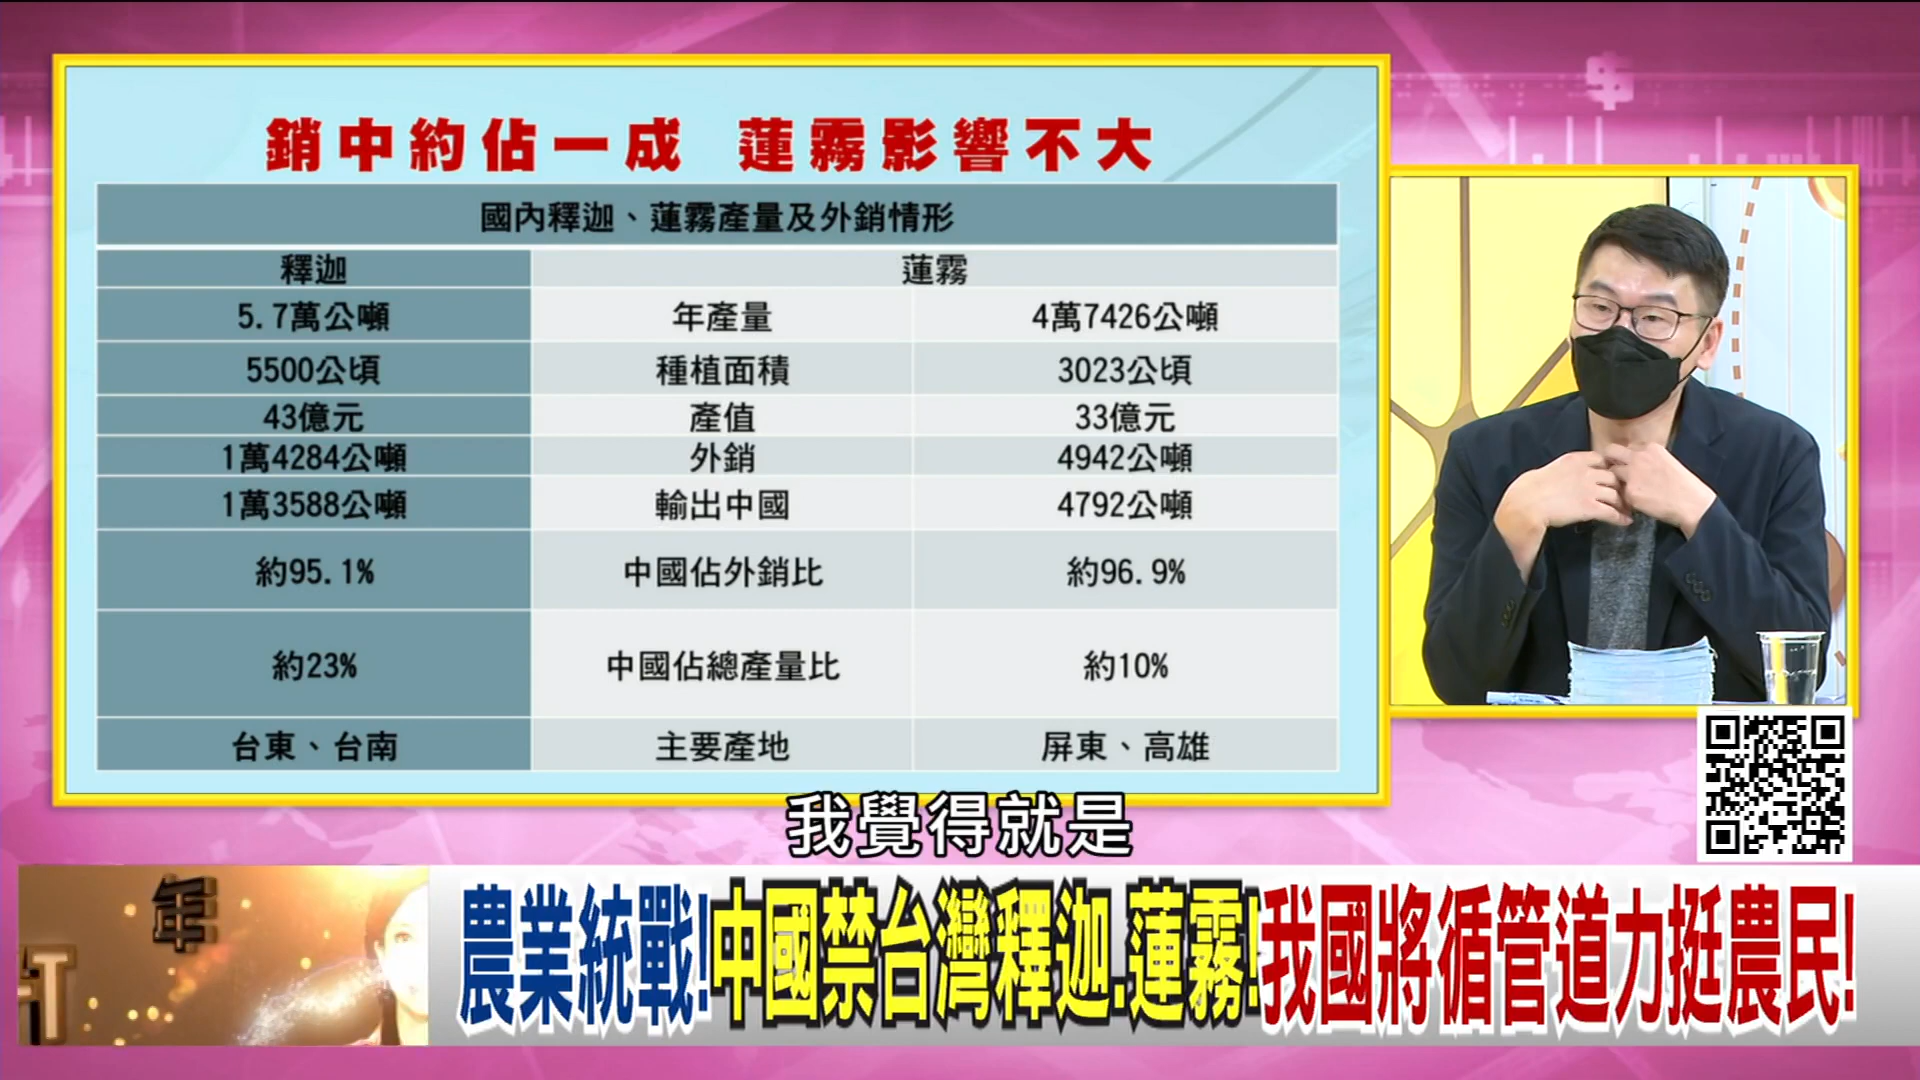 銷中約佔一成 蓮霧影響不大
國內釋迦、蓮霧產量及外銷情形
釋迦 蓮霧
5.7萬公噸 年產量 4萬7426公噸
5500公頃 種植面積 3023公頃
43億元 產值 33億元
1萬4284公噸 外銷 4942公噸
1萬3588公噸 輸出中國 4792公噸
約95.1% 中國佔外銷比 約96.9%
約23% 中國佔總產量比 約10%
台東、台南 主要產地 屏東、高雄
我覺得就是
年
農業統戰!中國禁台灣釋迦.蓮霧!我國將循管道力挺農民!